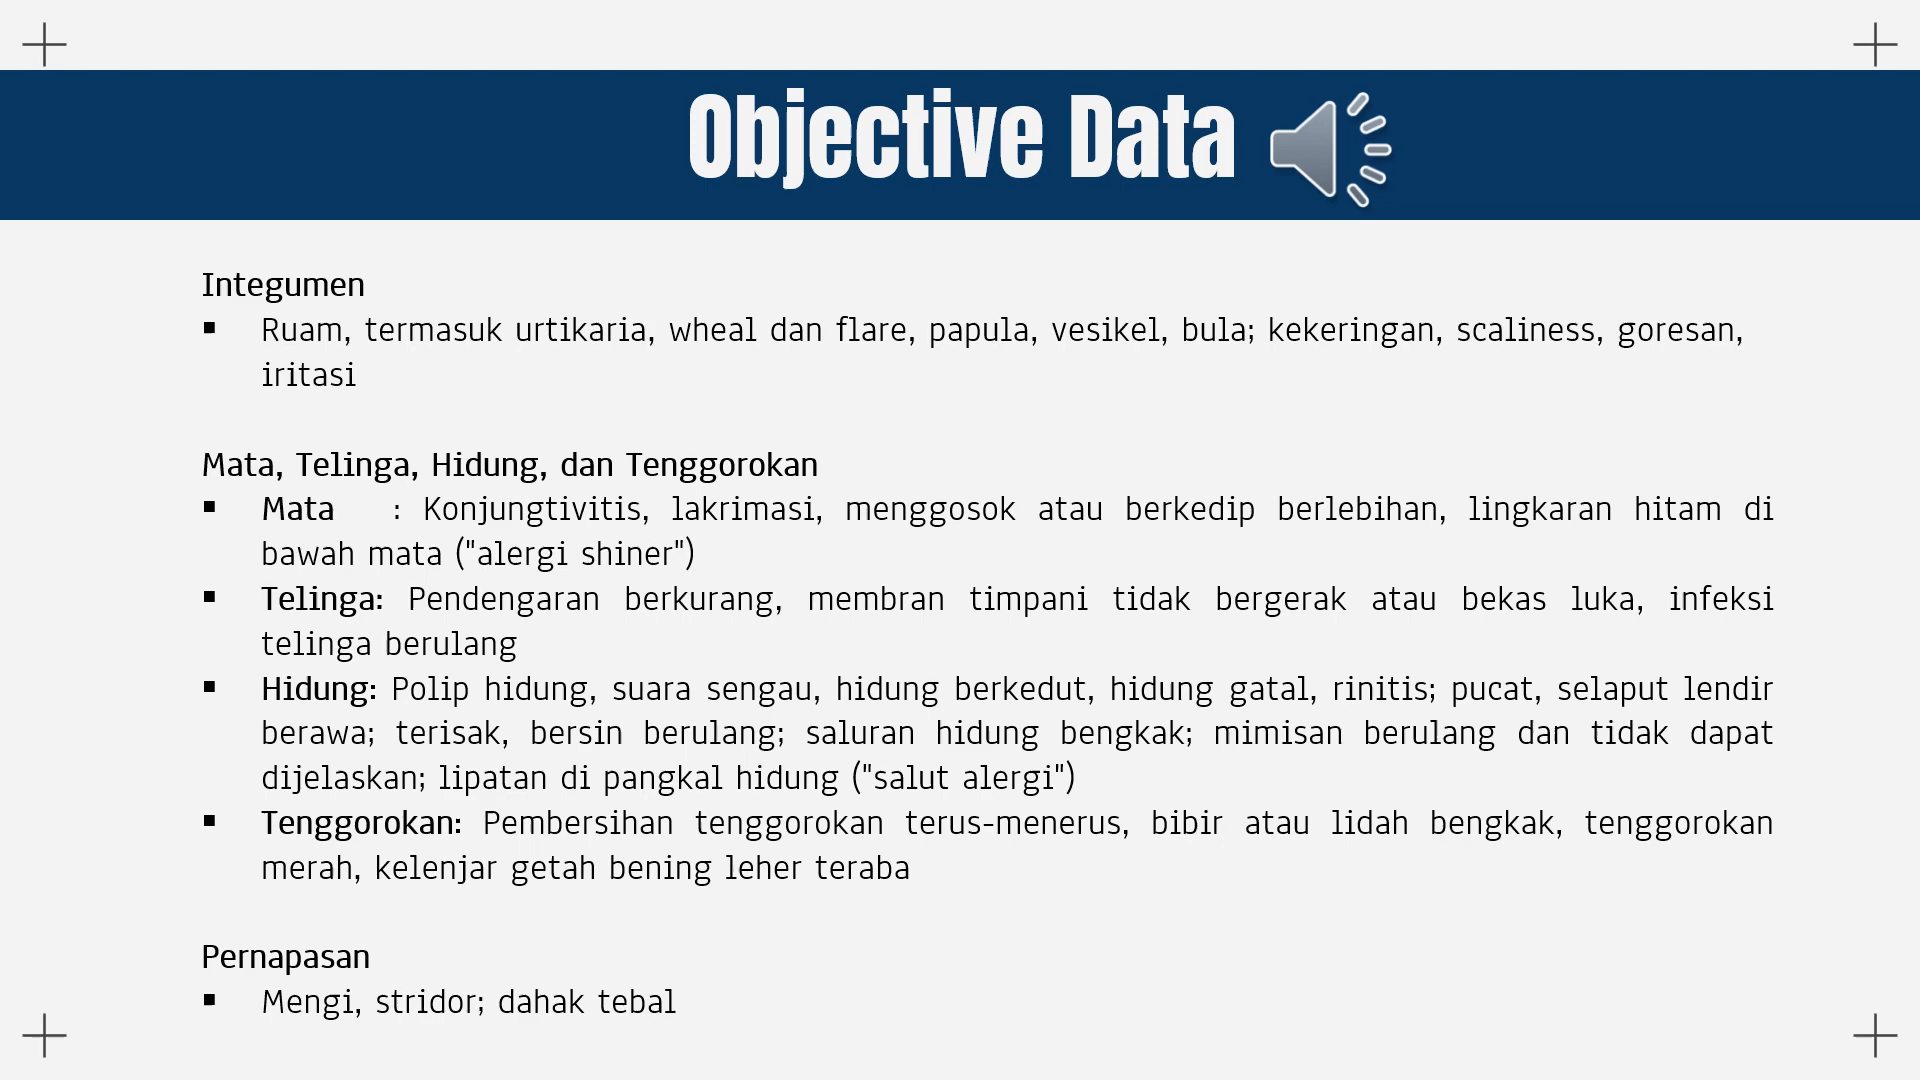 Objective Data
Integumen
▪ Ruam, termasuk urtikaria, wheal dan flare, papula, vesikel, bula; kekeringan, scaliness, goresan,
iritasi
Mata, Telinga, Hidung, dan Tenggorokan
▪ Mata : Konjungtivitis, lakrimasi, menggosok atau berkedip berlebihan, lingkaran hitam di
bawah mata ("alergi shiner")
▪ Telinga: Pendengaran berkurang, membran timpani tidak bergerak atau bekas luka, infeksi
telinga berulang
▪ Hidung: Polip hidung, suara sengau, hidung berkedut, hidung gatal, rinitis; pucat, selaput lendir
berawa; terisak, bersin berulang; saluran hidung bengkak; mimisan berulang dan tidak dapat
dijelaskan; lipatan di pangkal hidung ("salut alergi")
▪ Tenggorokan: Pembersihan tenggorokan terus-menerus, bibir atau lidah bengkak, tenggorokan
merah, kelenjar getah bening leher teraba
Pernapasan
▪ Mengi, stridor; dahak tebal